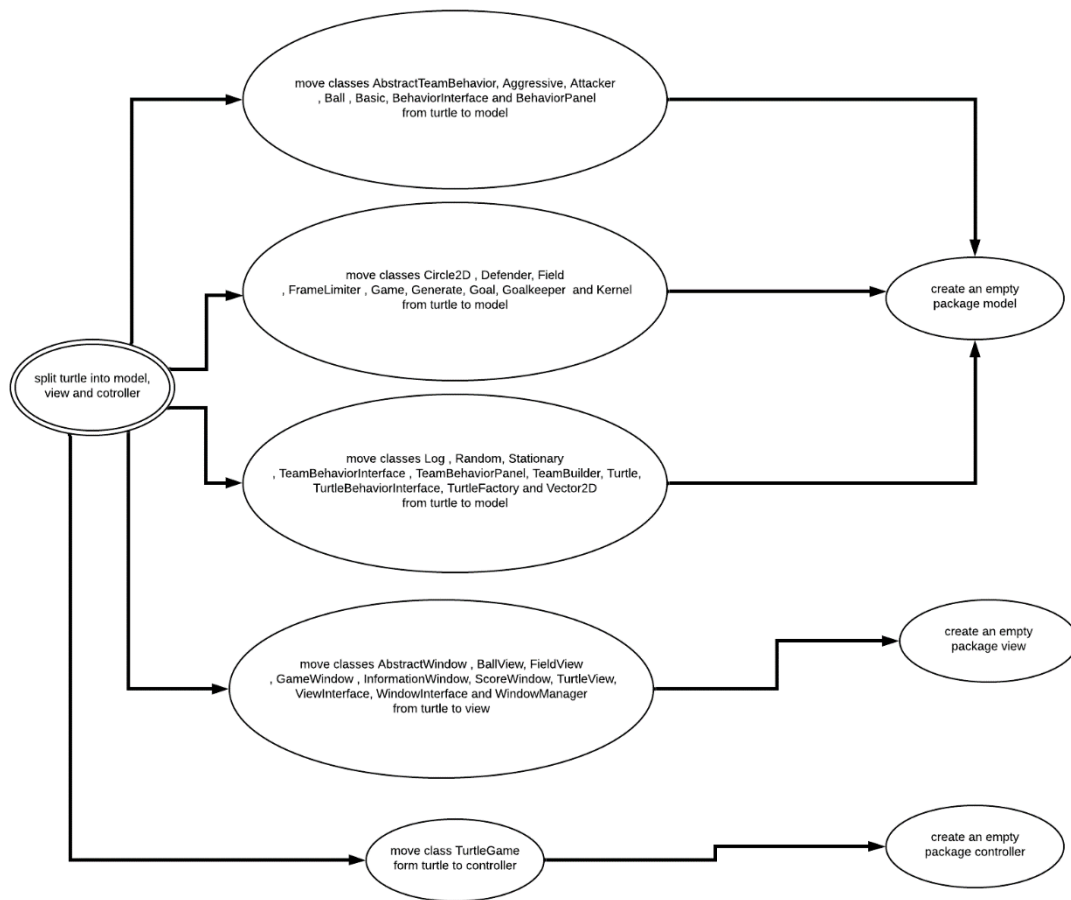 move classes AbstractTeamBehavior, Aggressive, Attacker
, Ball , Basic, BehaviorInterface and BehaviorPanel
from turtle to model
move classes Circle2D , Defender, Field
, FrameLimiter , Game, Generate, Goal, Goalkeeper and Kernel
from turtle to model
create an empty
package model
split turtle into model,
view and cotroller
move classes Log , Random, Stationary
, TeamBehaviorInterface , TeamBehaviorPanel, TeamBuilder, Turtle,
TurtleBehaviorInterface, TurtleFactory and Vector2D
from turtle to model
move classes AbstractWindow , BallView, FieldView
, GameWindow , InformationWindow, ScoreWindow, TurtleView,
ViewInterface, WindowInterface and WindowManager
from turtle to view
create an empty
package view
move class TurtleGame
form turtle to controller
create an empty
package controller